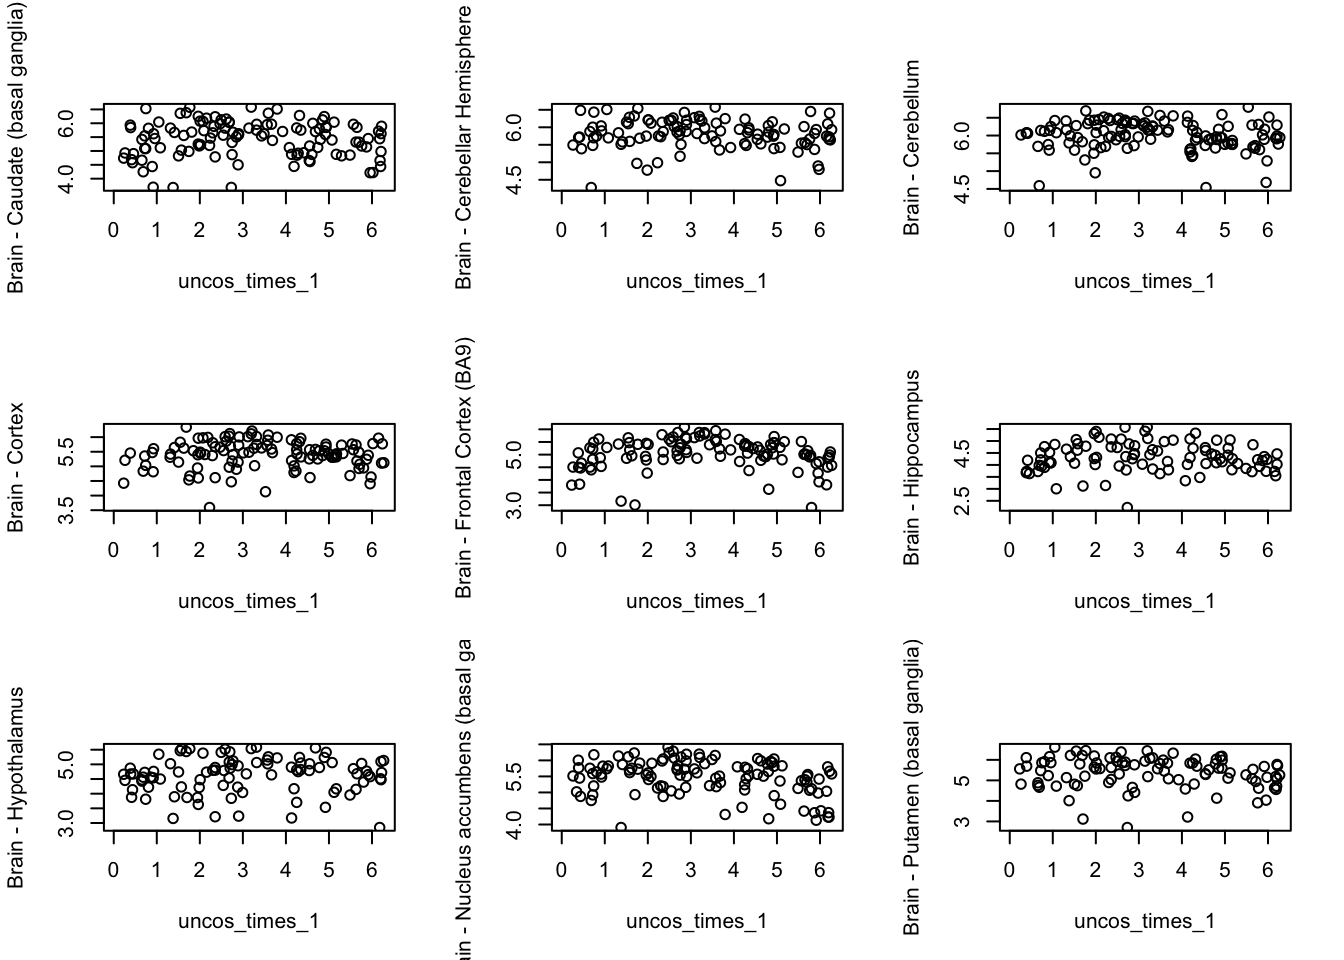 Brain - Caudate (basal ganglia)
4.0 6.0
0 1 2 3 4 5 6
uncos_times_1
Brain - Cerebellar Hemisphere
4.5 6.0
0 1 2 3 4 5 6
uncos_times_1
Brain - Cerebellum
4.5 6.0
0 1 2 3 4 5 6
uncos_times_1
Brain - Cortex
3.5 5.5
0 1 2 3 4 5 6
uncos_times_1
Brain - Frontal Cortex (BA9)
3.0 5.0
0 1 2 3 4 5 6
uncos_times_1
Brain - Hippocampus
2.5 4.5
0 1 2 3 4 5 6
uncos_times_1
Brain - Hypothalamus
3.0 5.0
0 1 2 3 4 5 6
uncos_times_1
ain - Nucleus accumbens (basal ga
4.0 5.5
0 1 2 3 4 5 6
uncos_times_1
Brain - Putamen (basal ganglia)
3 5
0 1 2 3 4 5 6
uncos_times_1